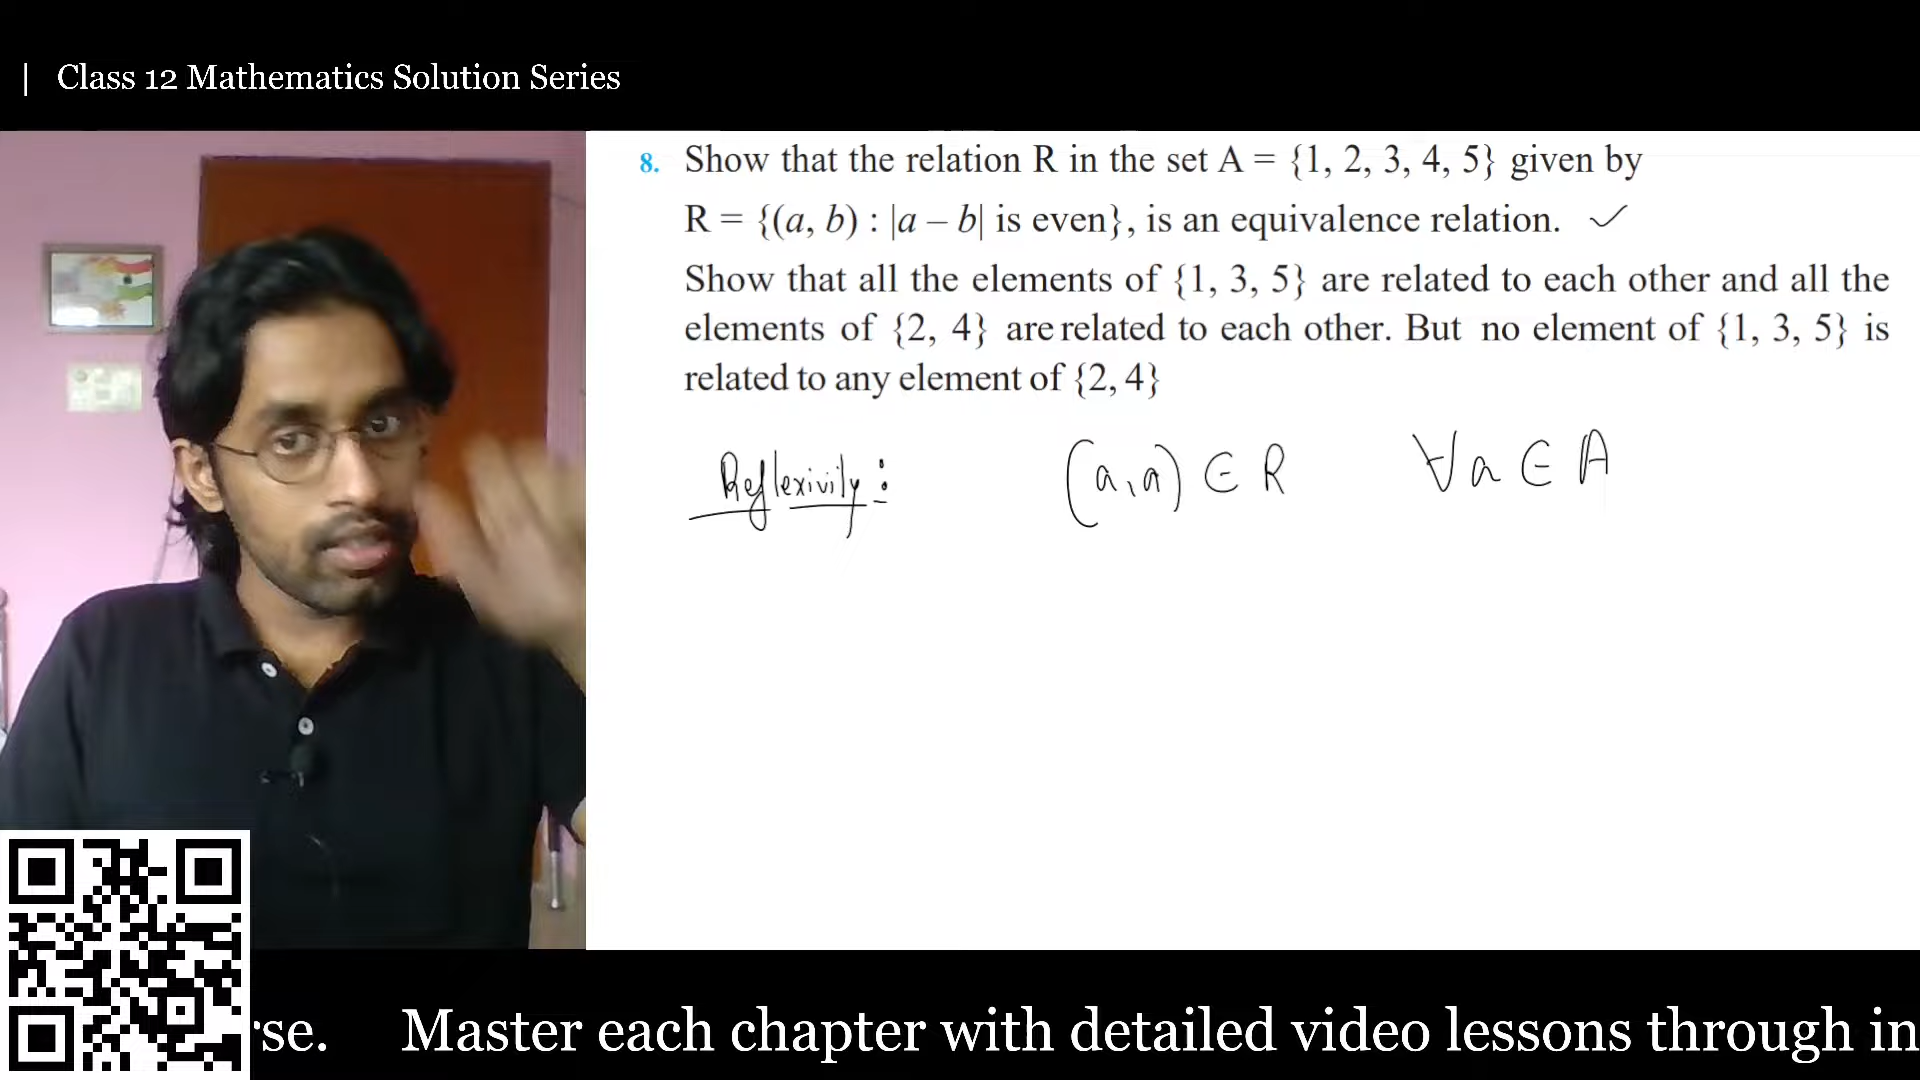 | Class 12 Mathematics Solution Series
8. Show that the relation R in the set A = {1, 2, 3, 4, 5} given by
R = {(a, b) : |a – b| is even}, is an equivalence relation. ✓
Show that all the elements of {1, 3, 5} are related to each other and all the
elements of {2, 4} are related to each other. But no element of {1, 3, 5} is
related to any element of {2, 4}
Reflexivity: (a, a) ∈ R ∀ a ∈ A
rse. Master each chapter with detailed video lessons through in